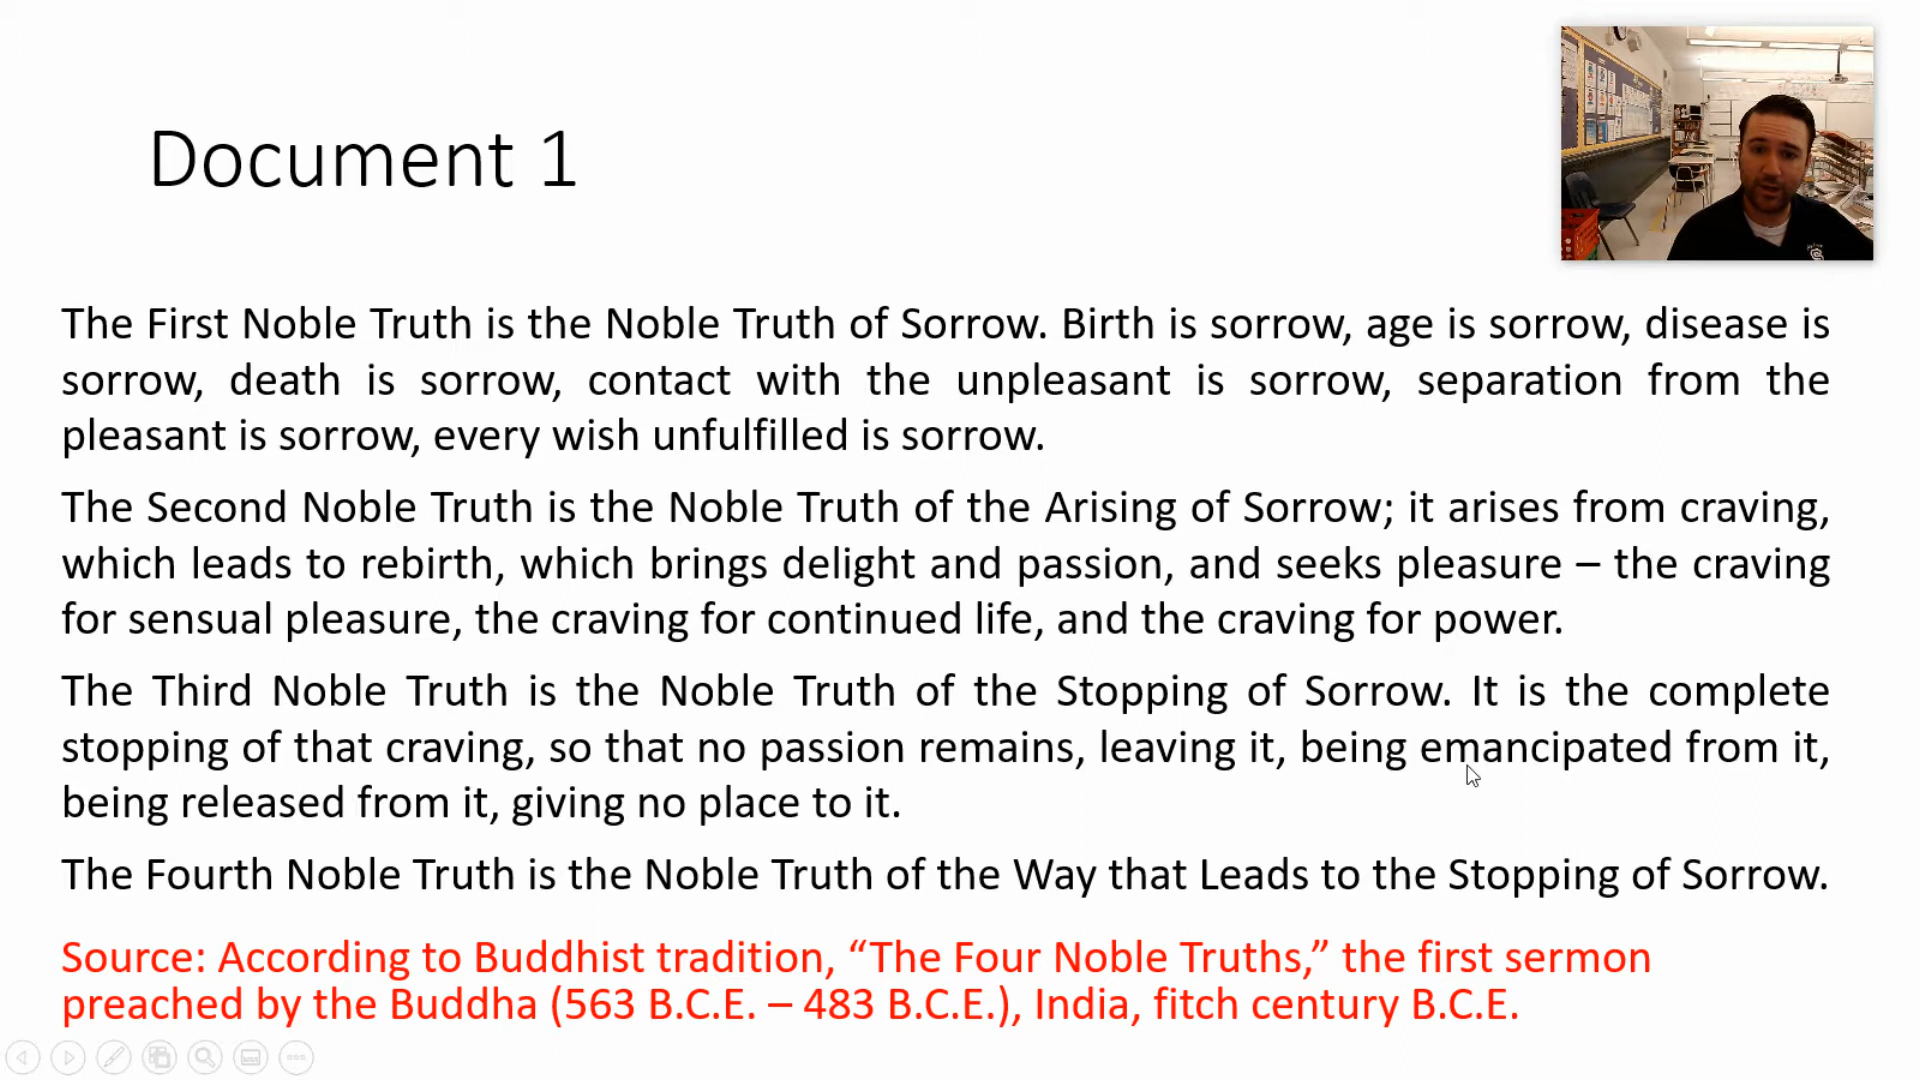 Document 1
The First Noble Truth is the Noble Truth of Sorrow. Birth is sorrow, age is sorrow, disease is
sorrow, death is sorrow, contact with the unpleasant is sorrow, separation from the
pleasant is sorrow, every wish unfulfilled is sorrow.
The Second Noble Truth is the Noble Truth of the Arising of Sorrow; it arises from craving,
which leads to rebirth, which brings delight and passion, and seeks pleasure – the craving
for sensual pleasure, the craving for continued life, and the craving for power.
The Third Noble Truth is the Noble Truth of the Stopping of Sorrow. It is the complete
stopping of that craving, so that no passion remains, leaving it, being emancipated from it,
being released from it, giving no place to it.
The Fourth Noble Truth is the Noble Truth of the Way that Leads to the Stopping of Sorrow.
Source: According to Buddhist tradition, “The Four Noble Truths,” the first sermon
preached by the Buddha (563 B.C.E. – 483 B.C.E.), India, fitch century B.C.E.